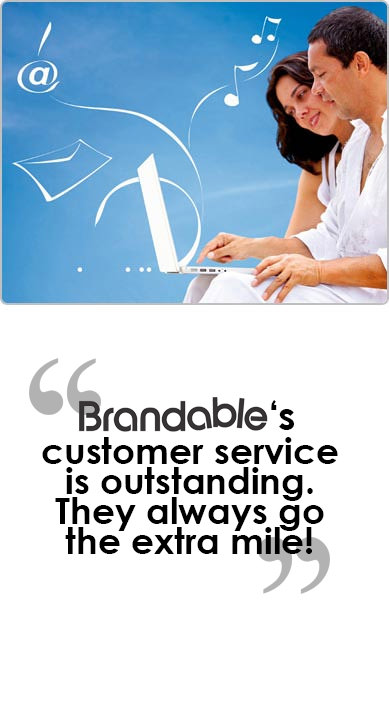 @
“
Brandable‘s
customer service
is outstanding.
They always go
the extra mile!
”